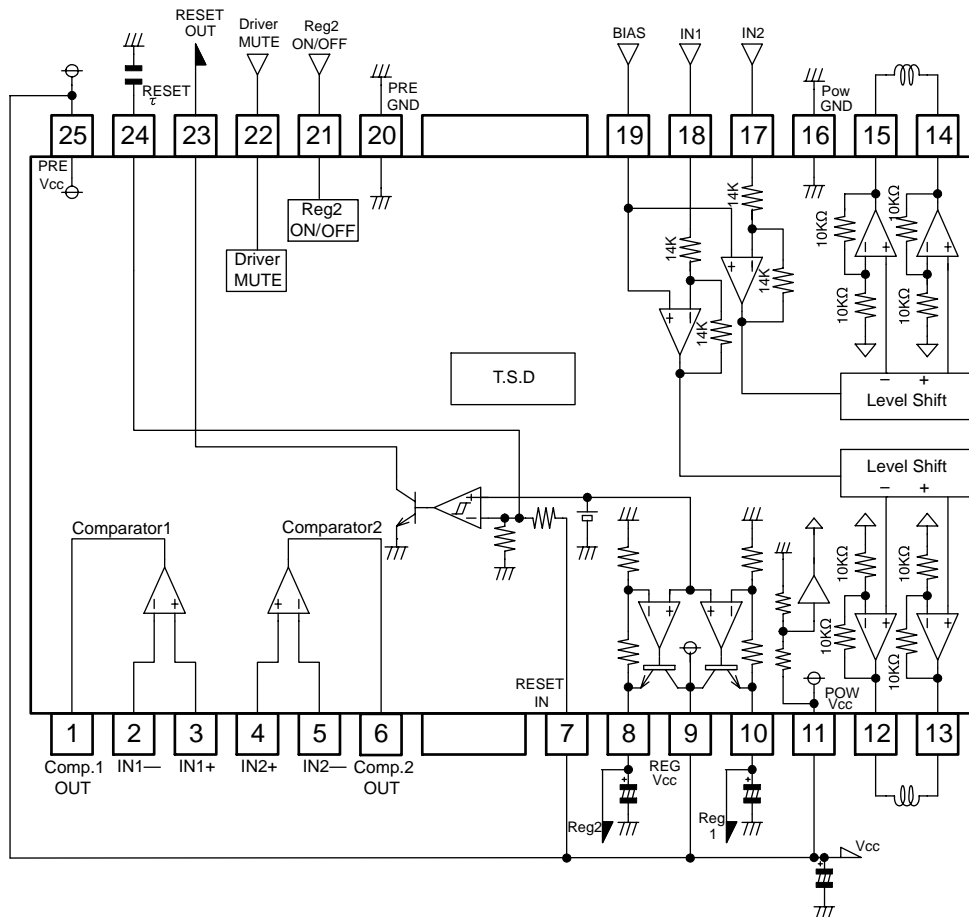 RESET
OUT
Driver
MUTE
Reg2
ON/OFF
BIAS
IN1
IN2
RESET
τ
PRE
GND
Pow
GND
25
24
23
22
21
20
19
18
17
16
15
14
PRE
Vcc
Reg2
ON/OFF
Driver
MUTE
14K
14K
14K
14K
10KΩ
10KΩ
10KΩ
10KΩ
+
+
+
+
T.S.D
− +
Level Shift
Level Shift
− +
Comparator1
Comparator2
+
+
+
+
+
10KΩ
10KΩ
10KΩ
10KΩ
+
+
RESET
IN
POW
Vcc
1
2
3
4
5
6
7
8
9
10
11
12
13
Comp.1
OUT
IN1—
IN1+
IN2+
IN2—
Comp.2
OUT
REG
Vcc
+
+
Reg2
Reg
1
Vcc
+